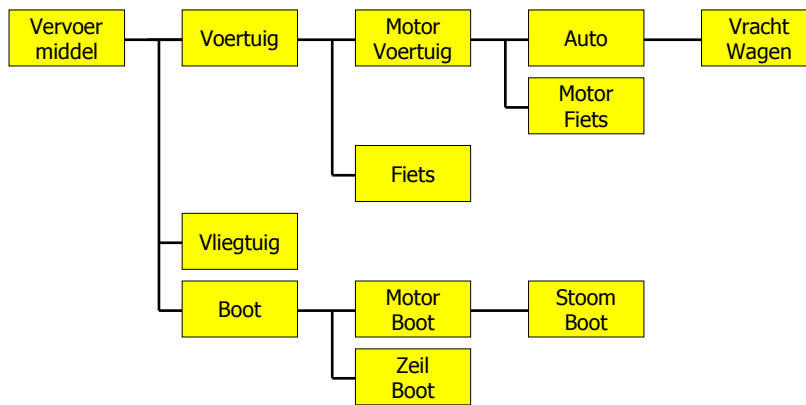 Vervoer
middel
Voertuig
Motor
Voertuig
Auto
Vracht
Wagen
Motor
Fiets
Fiets
Vliegtuig
Boot
Motor
Boot
Stoom
Boot
Zeil
Boot